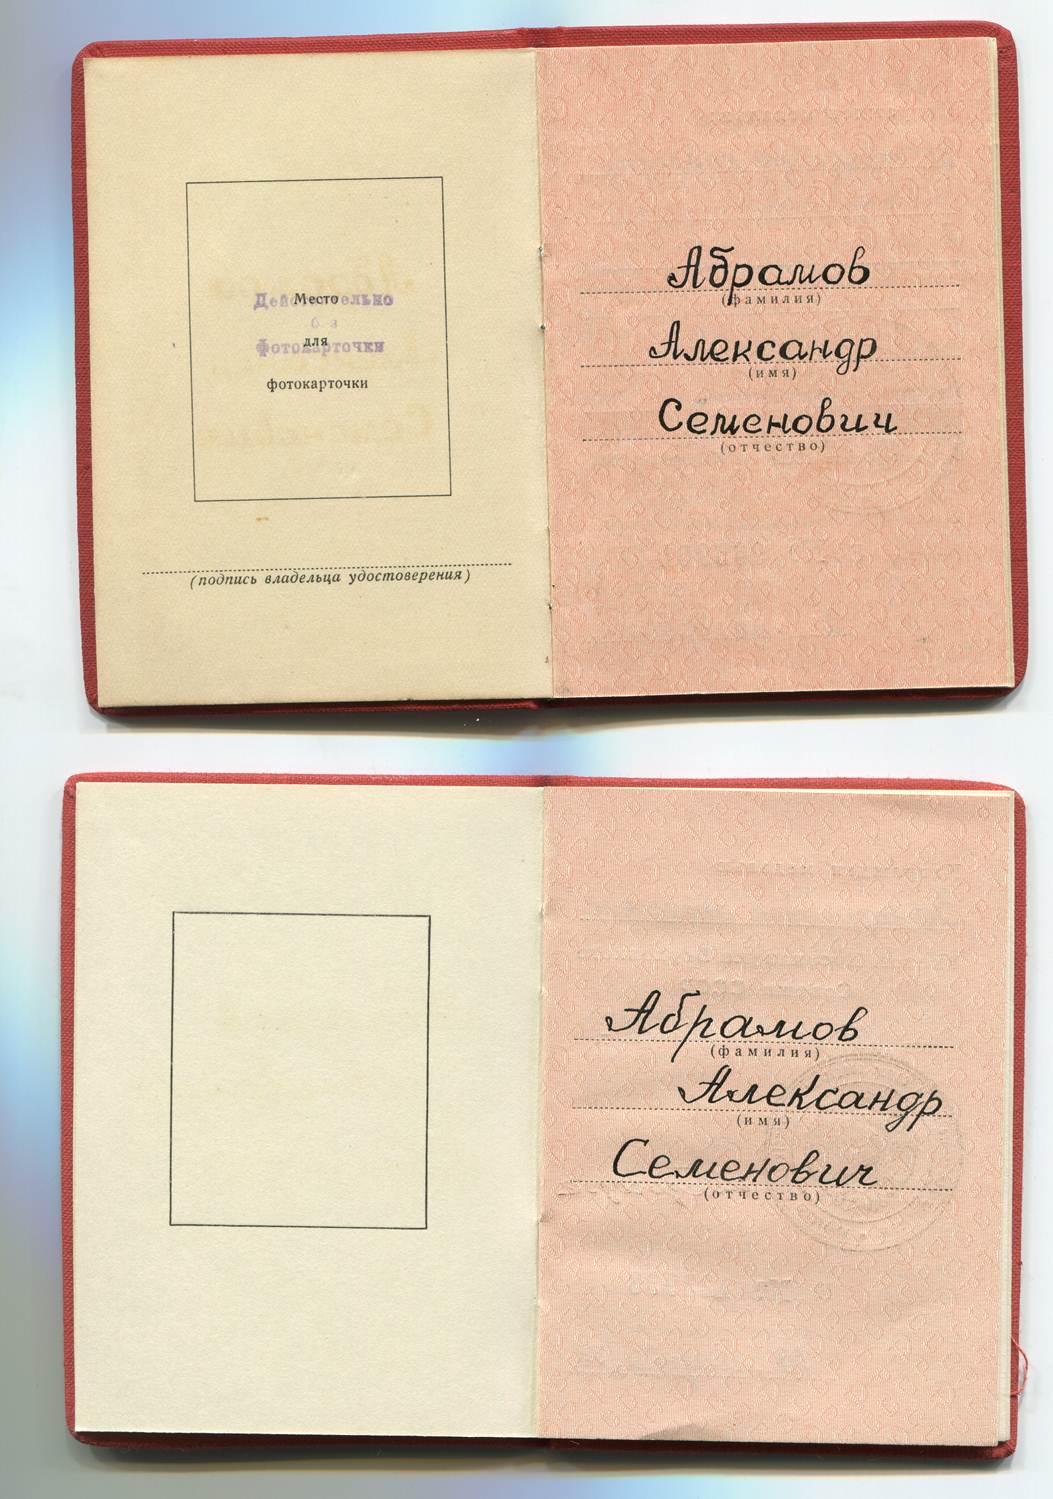 Место
Действительно
без
для
Фотокарточки
фотокарточки
(подпись владельца удостоверения)
Абрамов
(фамилия)
Александр
(имя)
Семенович
(отчество)
Абрамов
(фамилия)
Александр
(имя)
Семенович
(отчество)